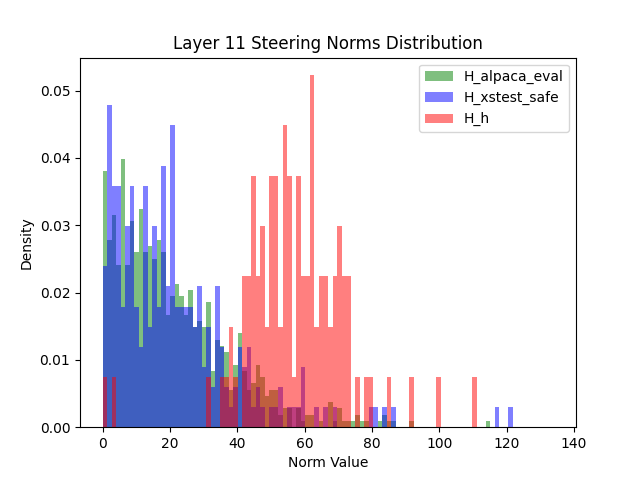 Layer 11 Steering Norms Distribution
H_alpaca_eval
H_xstest_safe
H_h
0.05
0.04
0.03
0.02
0.01
0.00
Density
0
20
40
60
80
100
120
140
Norm Value